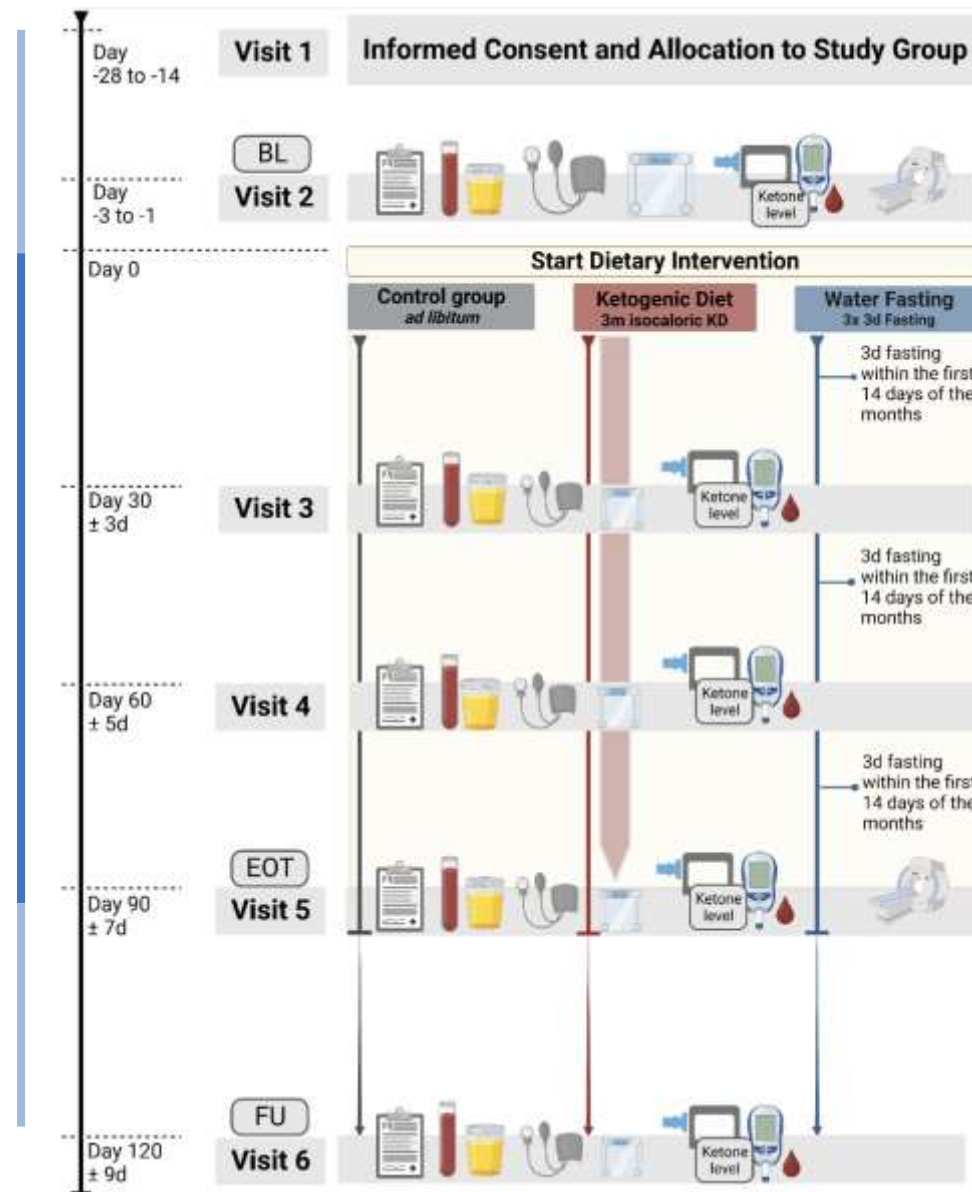 Day
-28 to -14
Visit 1
Informed Consent and Allocation to Study Group
BL
Day
-3 to -1
Visit 2
Ketone
level
Day 0
Start Dietary Intervention
Control group
ad libitum
Ketogenic Diet
3m isocaloric KD
Water Fasting
3x 3d Fasting
3d fasting
within the first
14 days of the
months
Day 30
± 3d
Visit 3
Ketone
level
3d fasting
within the first
14 days of the
months
Day 60
± 5d
Visit 4
Ketone
level
3d fasting
within the first
14 days of the
months
EOT
Day 90
± 7d
Visit 5
Ketone
level
FU
Day 120
± 9d
Visit 6
Ketone
level